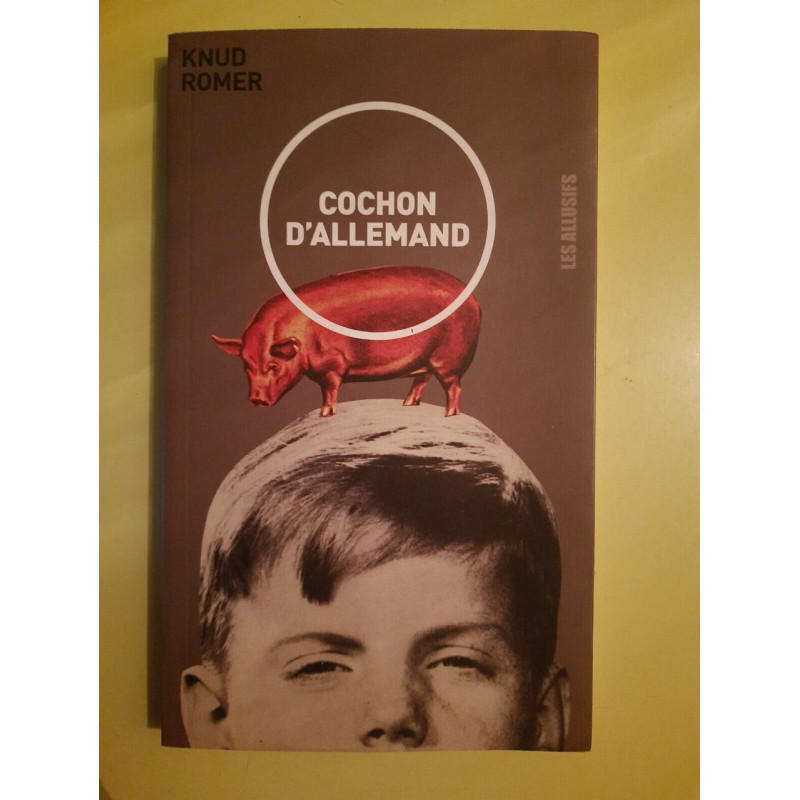 KNUD
ROMER
COCHON
D'ALLEMAND
LES ALLUSIFS